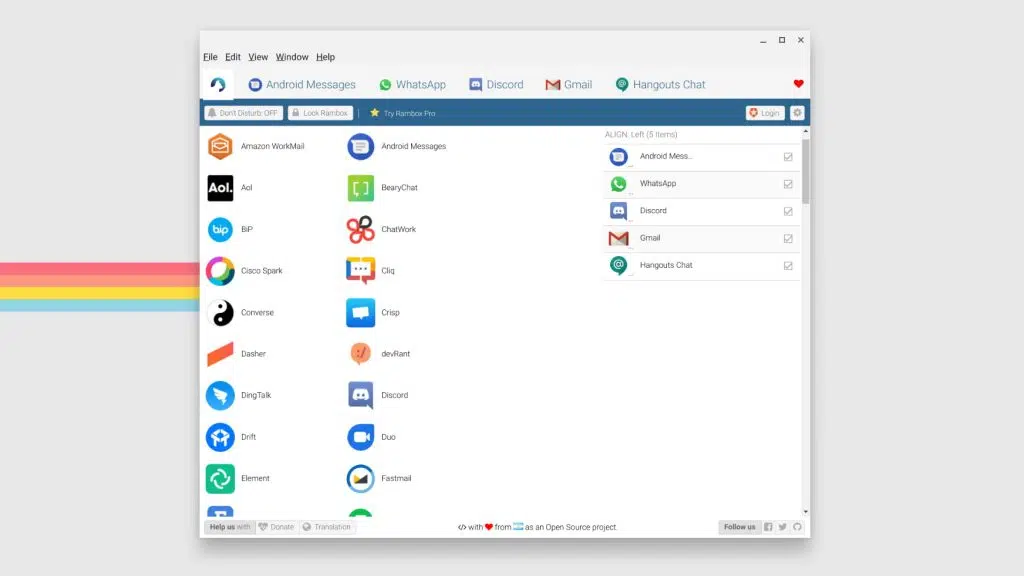 File Edit View Window Help
Android Messages WhatsApp Discord Gmail Hangouts Chat
Don't Disturb: OFF Lock Rambox Try Rambox Pro Login
ALIGN: Left (5 Items)
Amazon WorkMail Android Messages Android Mess...
Aol. Aol BearyChat WhatsApp
bip BiP ChatWork Discord
Cisco Spark Cliq Gmail
Converse Crisp Hangouts Chat
Dasher devRant
DingTalk Discord
Drift Duo
Element Fastmail
Help us with Donate Translation </> with from as an Open Source project. Follow us